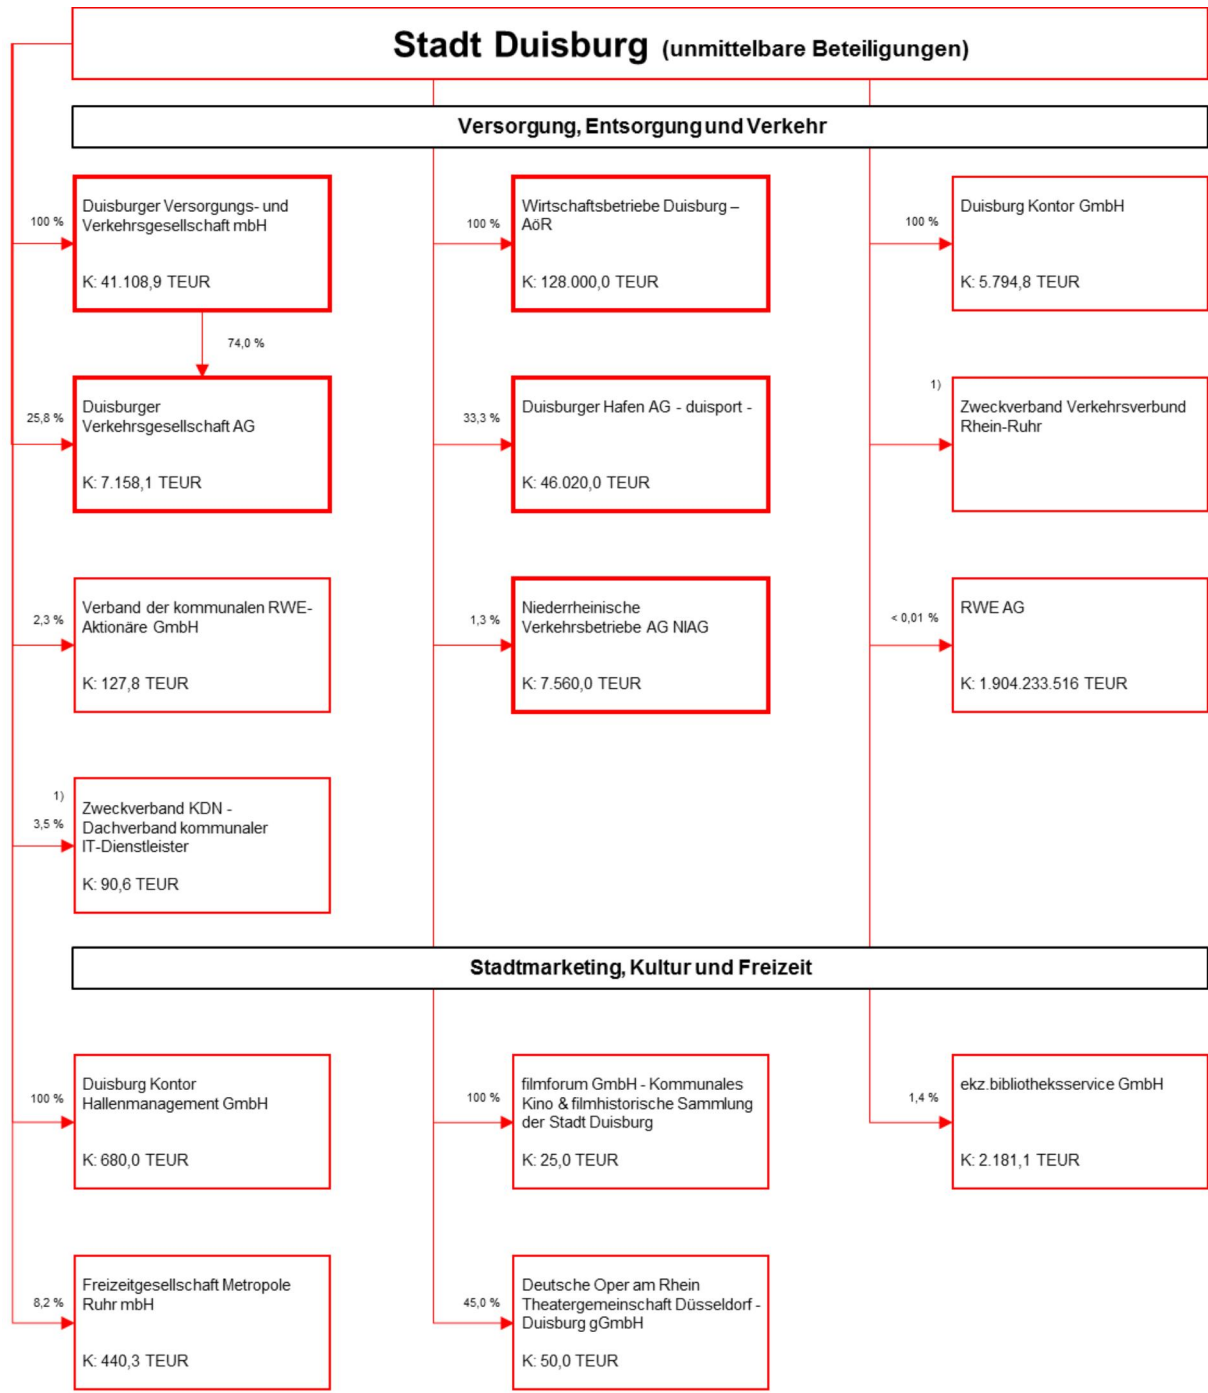 Stadt Duisburg (unmittelbare Beteiligungen)
Versorgung, Entsorgung und Verkehr
100 %
Duisburger Versorgungs- und
Verkehrsgesellschaft mbH
K: 41.108,9 TEUR
100 %
Wirtschaftsbetriebe Duisburg –
AöR
K: 128.000,0 TEUR
100 %
Duisburg Kontor GmbH
K: 5.794,8 TEUR
74,0 %
25,8 %
Duisburger
Verkehrsgesellschaft AG
K: 7.158,1 TEUR
33,3 %
Duisburger Hafen AG - duisport -
K: 46.020,0 TEUR
1)
Zweckverband Verkehrsverbund
Rhein-Ruhr
2,3 %
Verband der kommunalen RWE-
Aktionäre GmbH
K: 127,8 TEUR
1,3 %
Niederrheinische
Verkehrsbetriebe AG NIAG
K: 7.560,0 TEUR
< 0,01 %
RWE AG
K: 1.904.233.516 TEUR
1)
3,5 %
Zweckverband KDN -
Dachverband kommunaler
IT-Dienstleister
K: 90,6 TEUR
Stadtmarketing, Kultur und Freizeit
100 %
Duisburg Kontor
Hallenmanagement GmbH
K: 680,0 TEUR
100 %
filmforum GmbH - Kommunales
Kino & filmhistorische Sammlung
der Stadt Duisburg
K: 25,0 TEUR
1,4 %
ekz.bibliotheksservice GmbH
K: 2.181,1 TEUR
8,2 %
Freizeitgesellschaft Metropole
Ruhr mbH
K: 440,3 TEUR
45,0 %
Deutsche Oper am Rhein
Theatergemeinschaft Düsseldorf -
Duisburg gGmbH
K: 50,0 TEUR